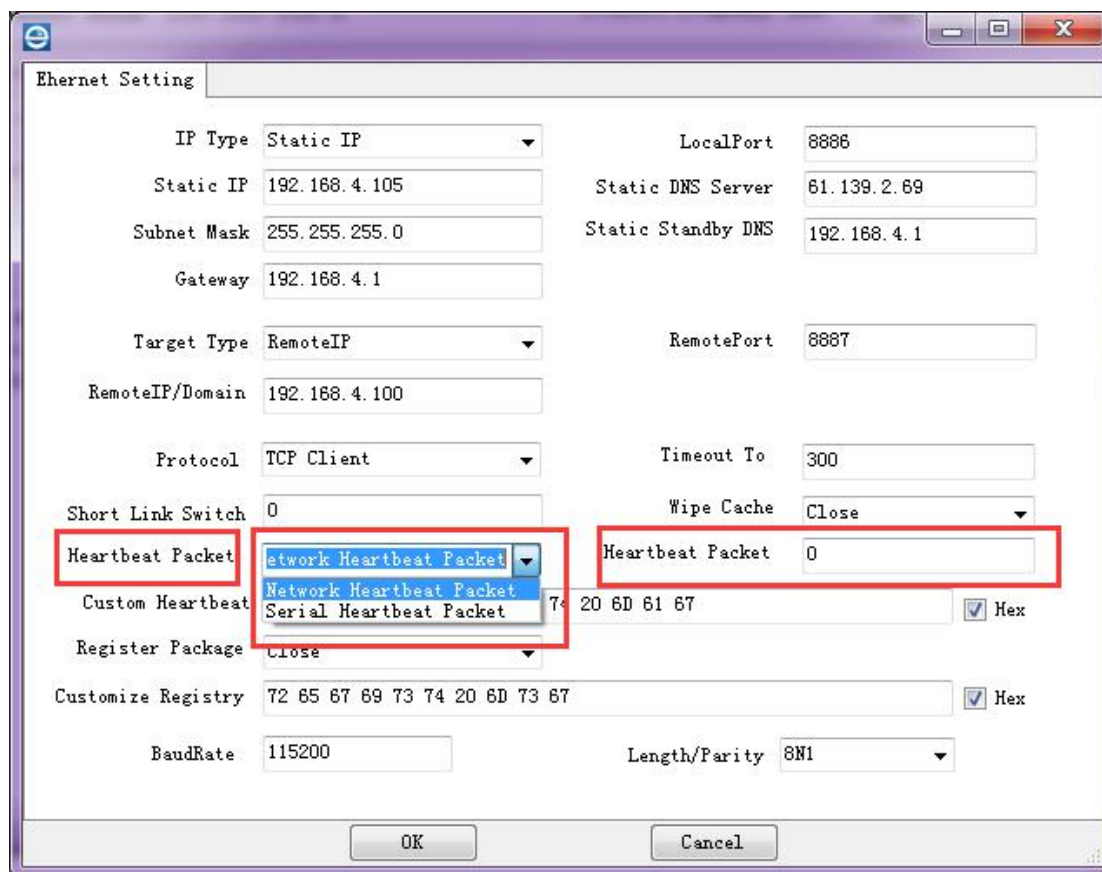 Ehernet Setting
IP Type Static IP LocalPort 8886
Static IP 192.168.4.105 Static DNS Server 61.139.2.69
Subnet Mask 255.255.255.0 Static Standby DNS 192.168.4.1
Gateway 192.168.4.1
Target Type RemoteIP RemotePort 8887
RemoteIP/Domain 192.168.4.100
Protocol TCP Client Timeout To 300
Short Link Switch 0 Wipe Cache Close
Heartbeat Packet etwork Heartbeat Packet Heartbeat Packet 0
Network Heartbeat Packet
Custom Heartbeat Serial Heartbeat Packet 74 20 6D 61 67 Hex
Register Package Close
Customize Registry 72 65 67 69 73 74 20 6D 73 67 Hex
BaudRate 115200 Length/Parity 8N1
OK Cancel